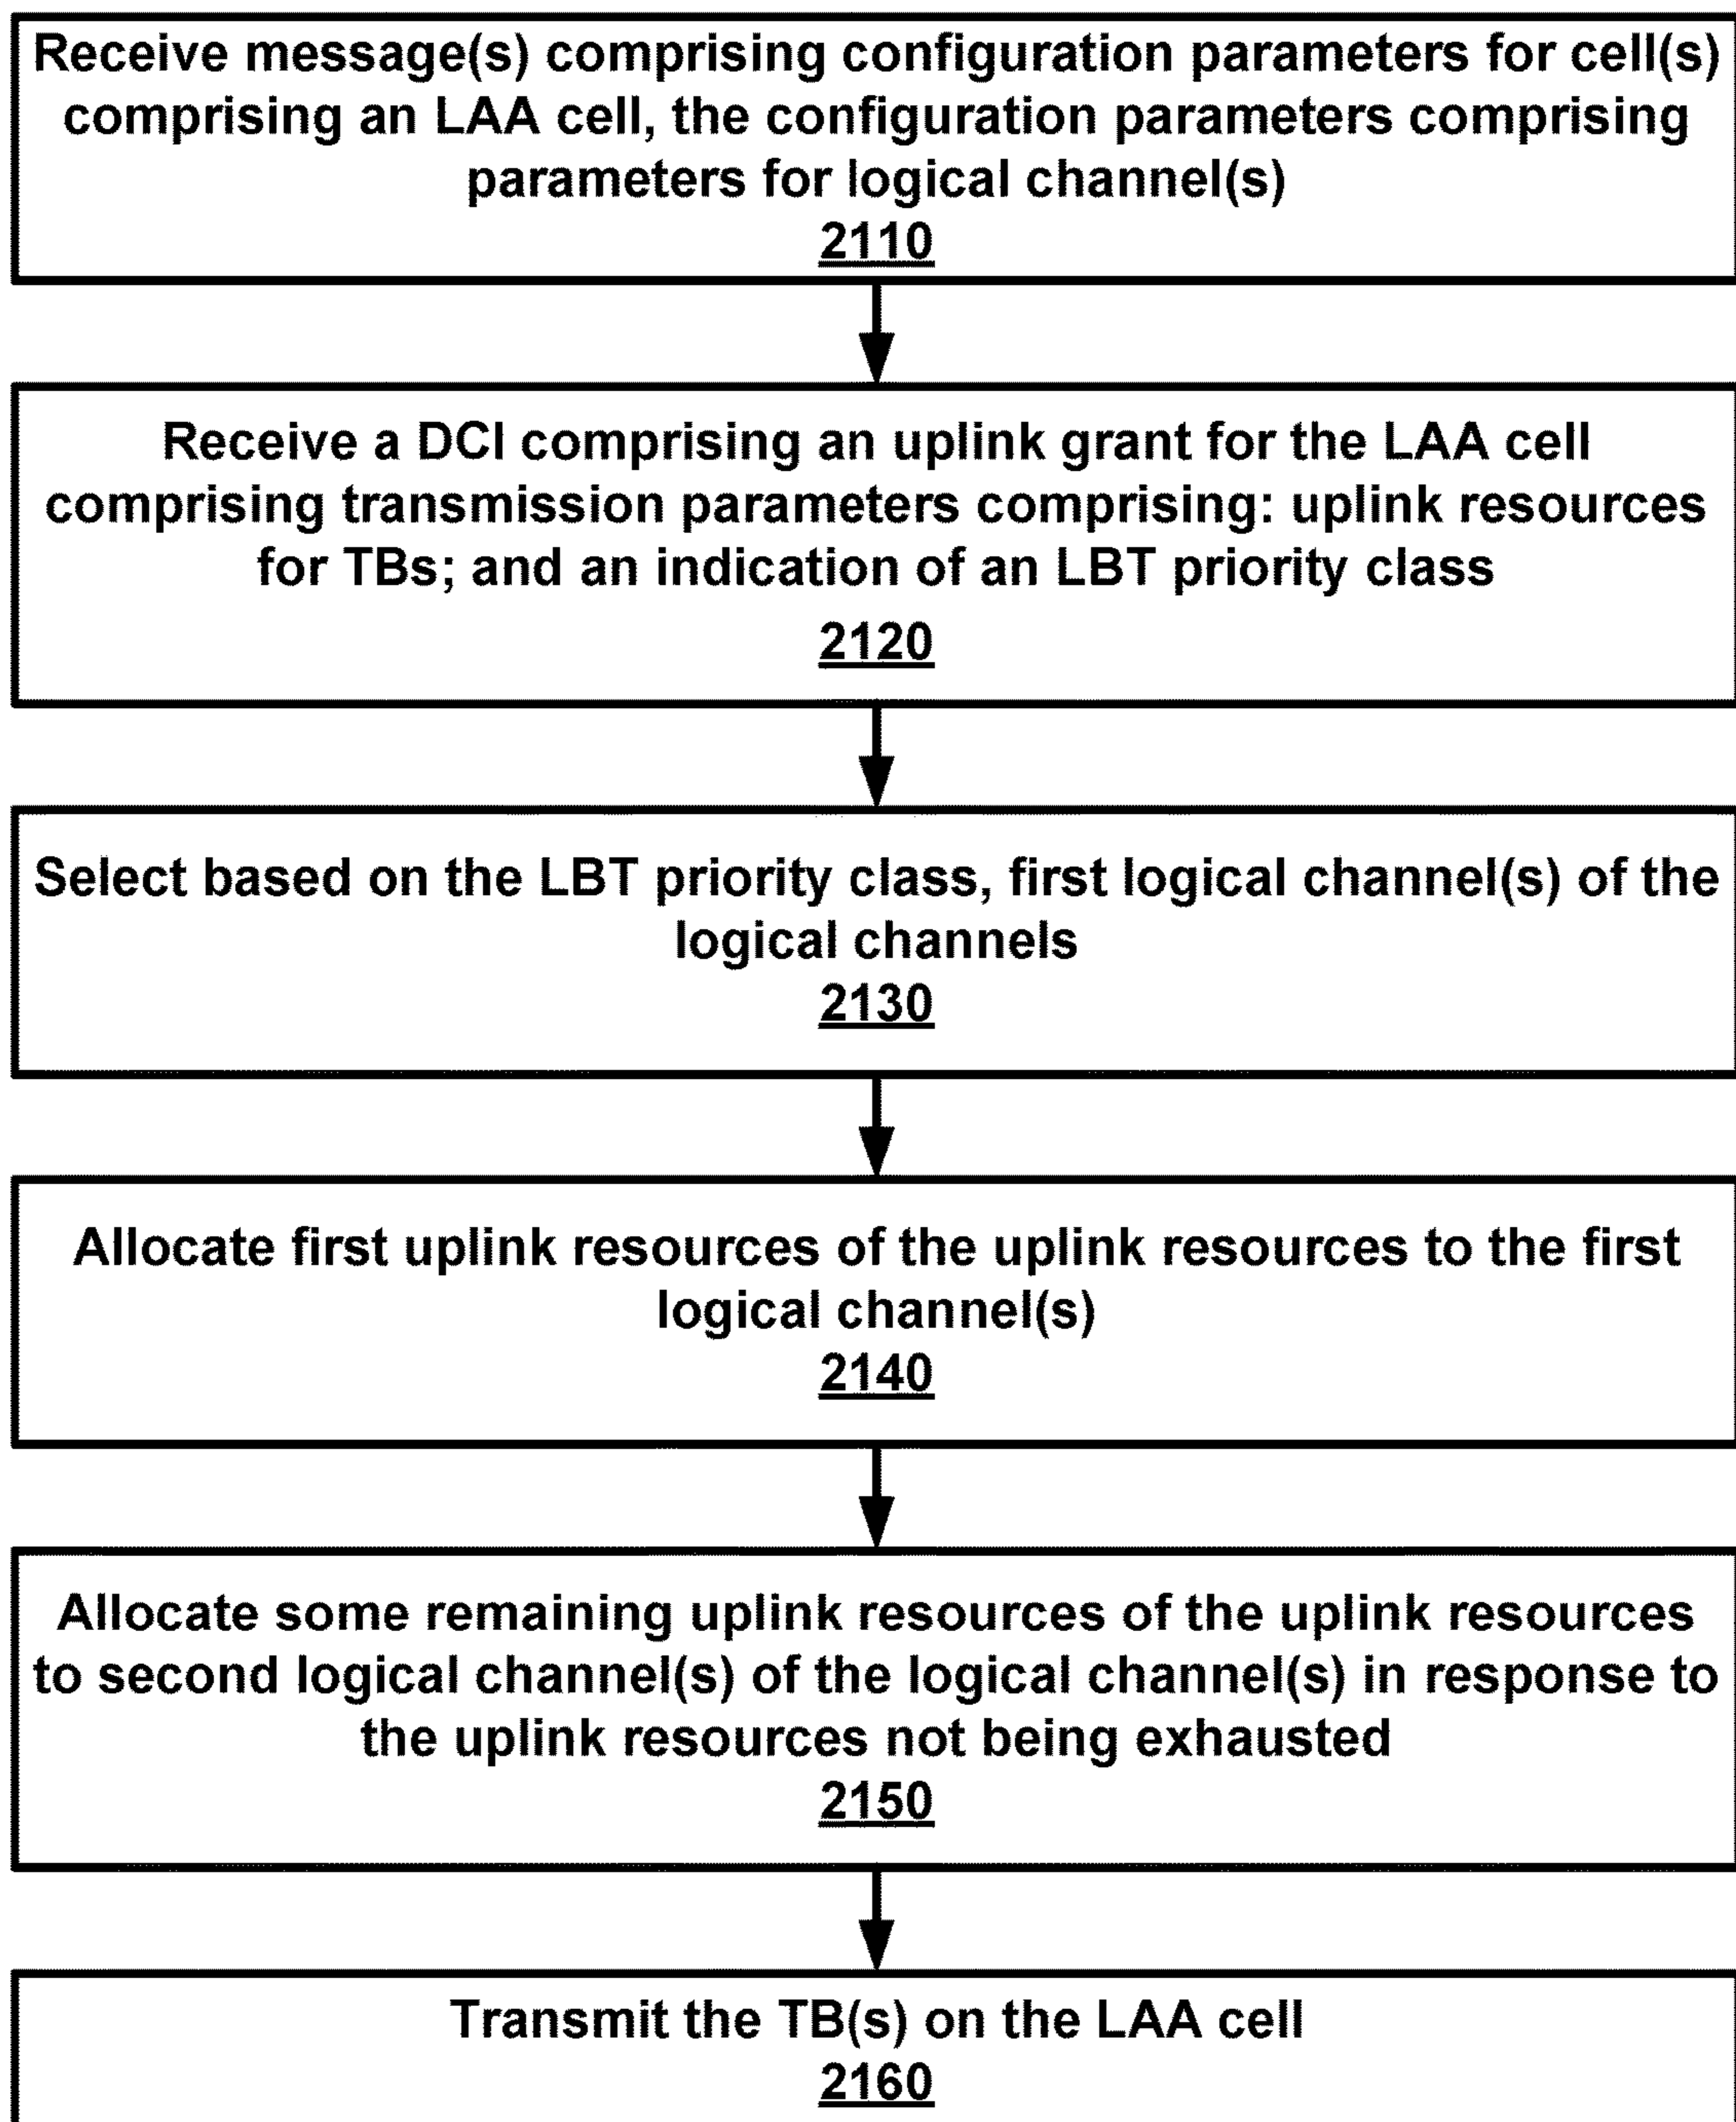 Receive message(s) comprising configuration parameters for cell(s)
comprising an LAA cell, the configuration parameters comprising
parameters for logical channel(s)
2110
Receive a DCI comprising an uplink grant for the LAA cell
comprising transmission parameters comprising: uplink resources
for TBs; and an indication of an LBT priority class
2120
Select based on the LBT priority class, first logical channel(s) of the
logical channels
2130
Allocate first uplink resources of the uplink resources to the first
logical channel(s)
2140
Allocate some remaining uplink resources of the uplink resources
to second logical channel(s) of the logical channel(s) in response to
the uplink resources not being exhausted
2150
Transmit the TB(s) on the LAA cell
2160